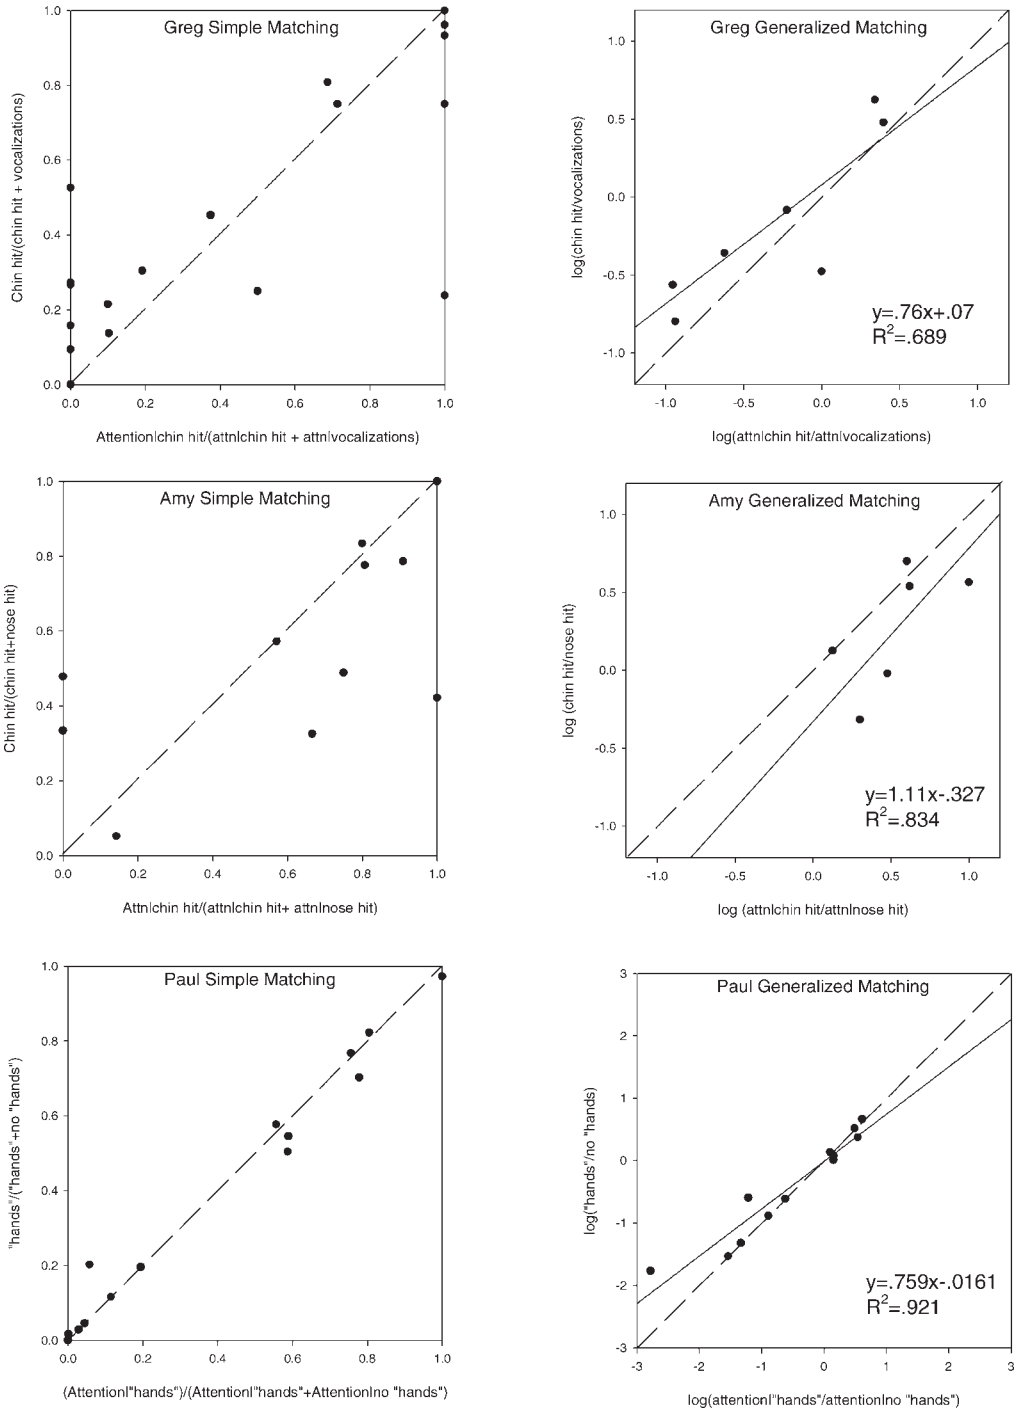 Greg Simple Matching
Chin hit/(chin hit + vocalizations)
1.0
0.8
0.6
0.4
0.2
0.0
0.0 0.2 0.4 0.6 0.8 1.0
Attention|chin hit/(attn|chin hit + attn|vocalizations)
Greg Generalized Matching
log(chin hit/vocalizations)
1.0
0.5
0.0
-0.5
-1.0
y=.76x+.07
R²=.689
-1.0 -0.5 0.0 0.5 1.0
log(attn|chin hit/attn|vocalizations)
Amy Simple Matching
Chin hit/(chin hit+nose hit)
1.0
0.8
0.6
0.4
0.2
0.0
0.0 0.2 0.4 0.6 0.8 1.0
Attn|chin hit/(attn|chin hit+ attn|nose hit)
Amy Generalized Matching
log (chin hit/nose hit)
1.0
0.5
0.0
-0.5
-1.0
y=1.11x-.327
R²=.834
-1.0 -0.5 0.0 0.5 1.0
log (attn|chin hit/attn|nose hit)
Paul Simple Matching
"hands"/("hands"+no "hands")
1.0
0.8
0.6
0.4
0.2
0.0
0.0 0.2 0.4 0.6 0.8 1.0
(Attention|"hands")/(Attention|"hands"+Attention|no "hands")
Paul Generalized Matching
log("hands"/no "hands)
3
2
1
0
-1
-2
-3
y=.759x-.0161
R²=.921
-3 -2 -1 0 1 2 3
log(attention|"hands"/attention|no "hands")